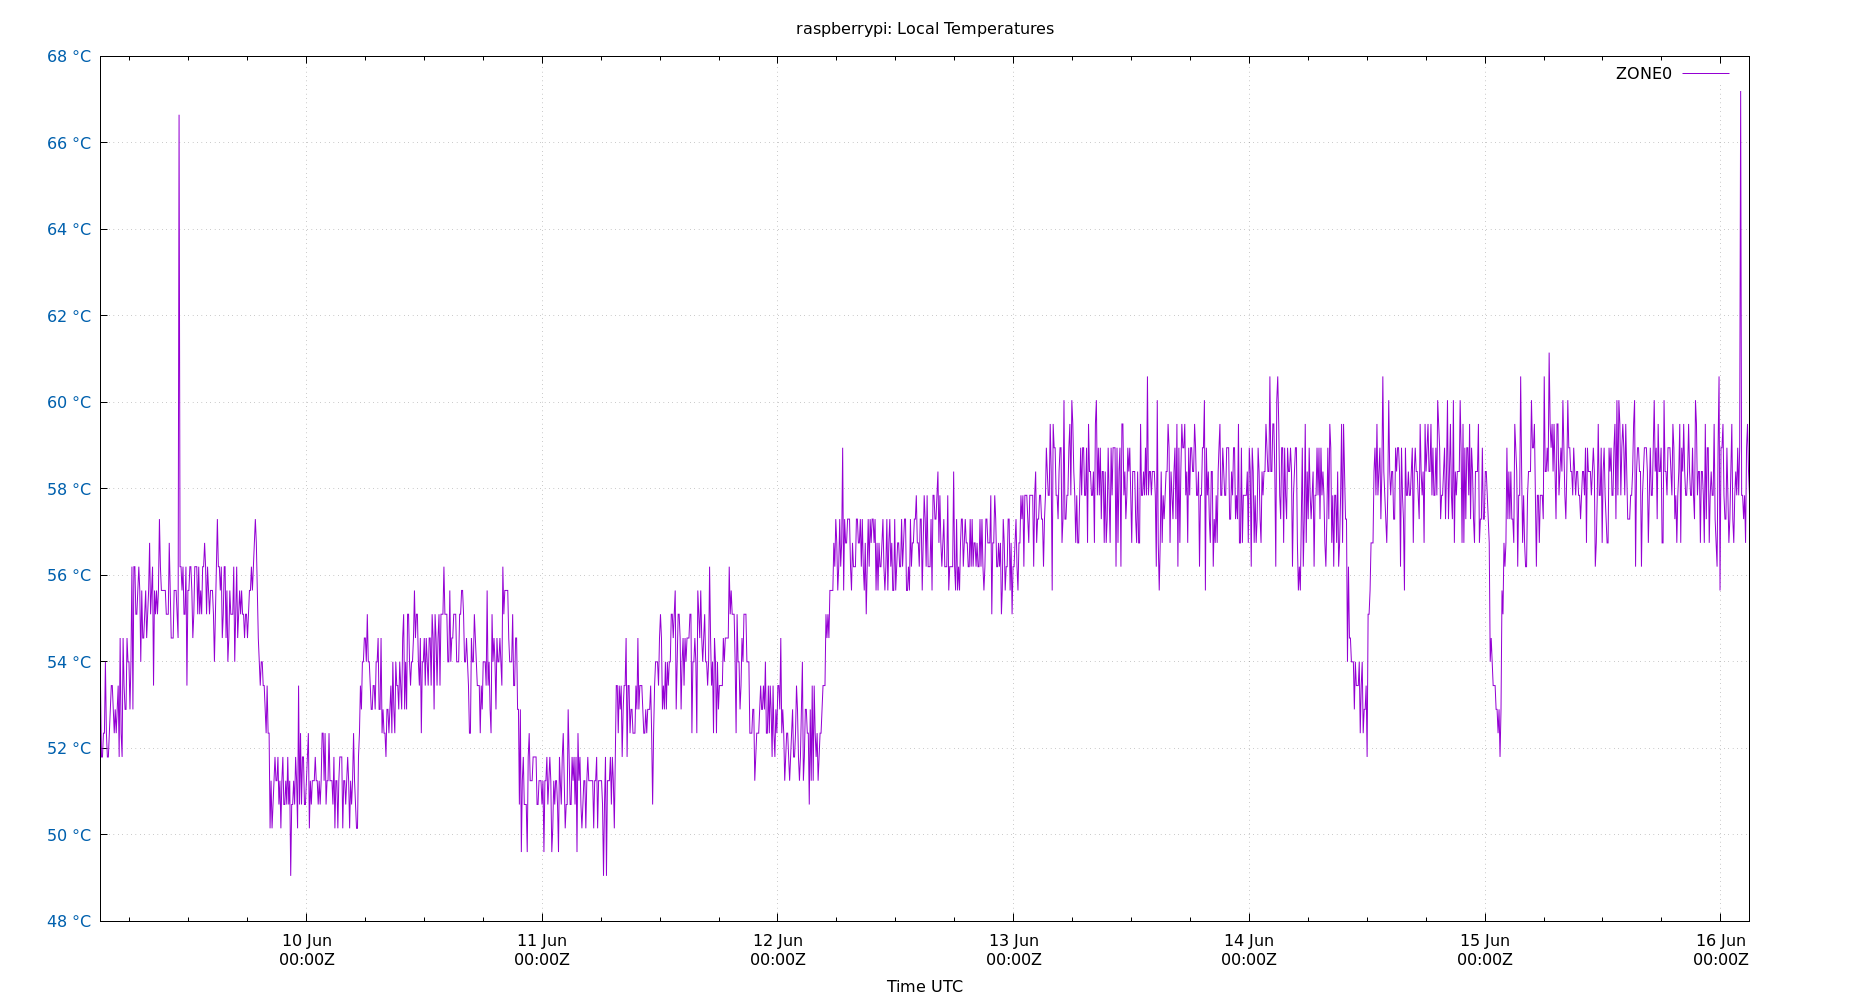 raspberrypi: Local Temperatures
68 °C
ZONE0
66 °C
64 °C
62 °C
60 °C
58 °C
56 °C
54 °C
52 °C
50 °C
48 °C
10 Jun 11 Jun 12 Jun 13 Jun 14 Jun 15 Jun 16 Jun
00:00Z 00:00Z 00:00Z 00:00Z 00:00Z 00:00Z 00:00Z
Time UTC